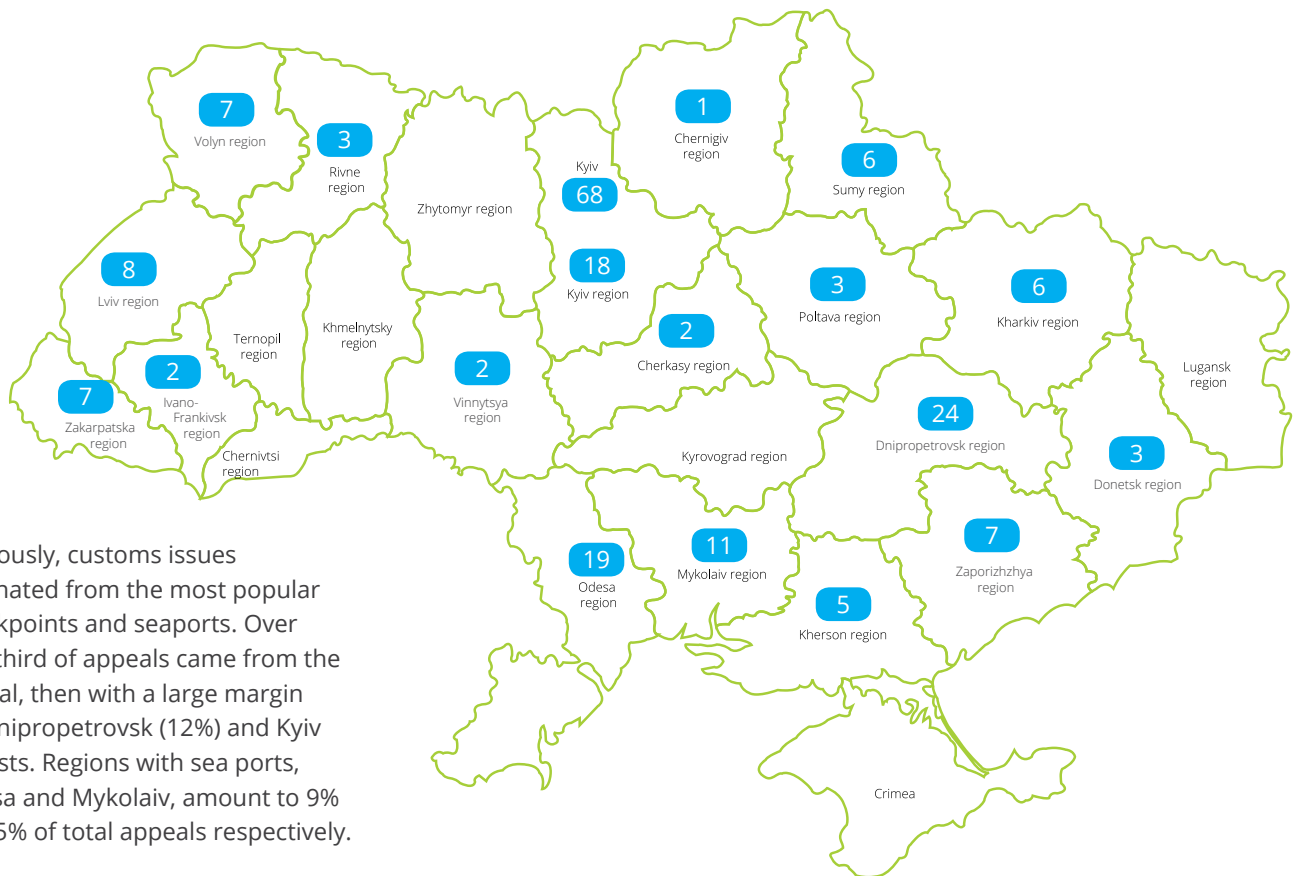 7
Volyn region
3
Rivne
region
Zhytomyr region
Kyiv
68
18
Kyiv region
1
Chernigiv
region
6
Sumy region
8
Lviv region
Ternopil
region
Khmelnytsky
region
7
Zakarpatska
region
2
Ivano-
Frankivsk
region
Chernivtsi
region
2
Vinnytsya
region
2
Cherkasy region
3
Poltava region
6
Kharkiv region
Lugansk
region
24
Dnipropetrovsk region
3
Donetsk region
Kyrovograd region
19
Odesa
region
11
Mykolaiv region
5
Kherson region
7
Zaporizhzhya
region
Crimea
ously, customs issues
nated from the most popular
kpoints and seaports. Over
third of appeals came from the
al, then with a large margin
nipropetrovsk (12%) and Kyiv
sts. Regions with sea ports,
sa and Mykolaiv, amount to 9%
5% of total appeals respectively.